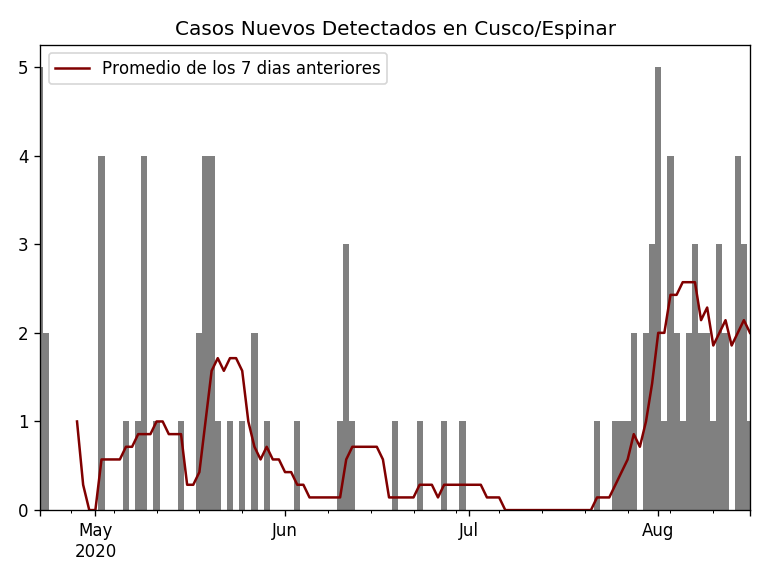 Casos Nuevos Detectados en Cusco/Espinar
Promedio de los 7 dias anteriores
5
4
3
2
1
0
May Jun Jul Aug
2020